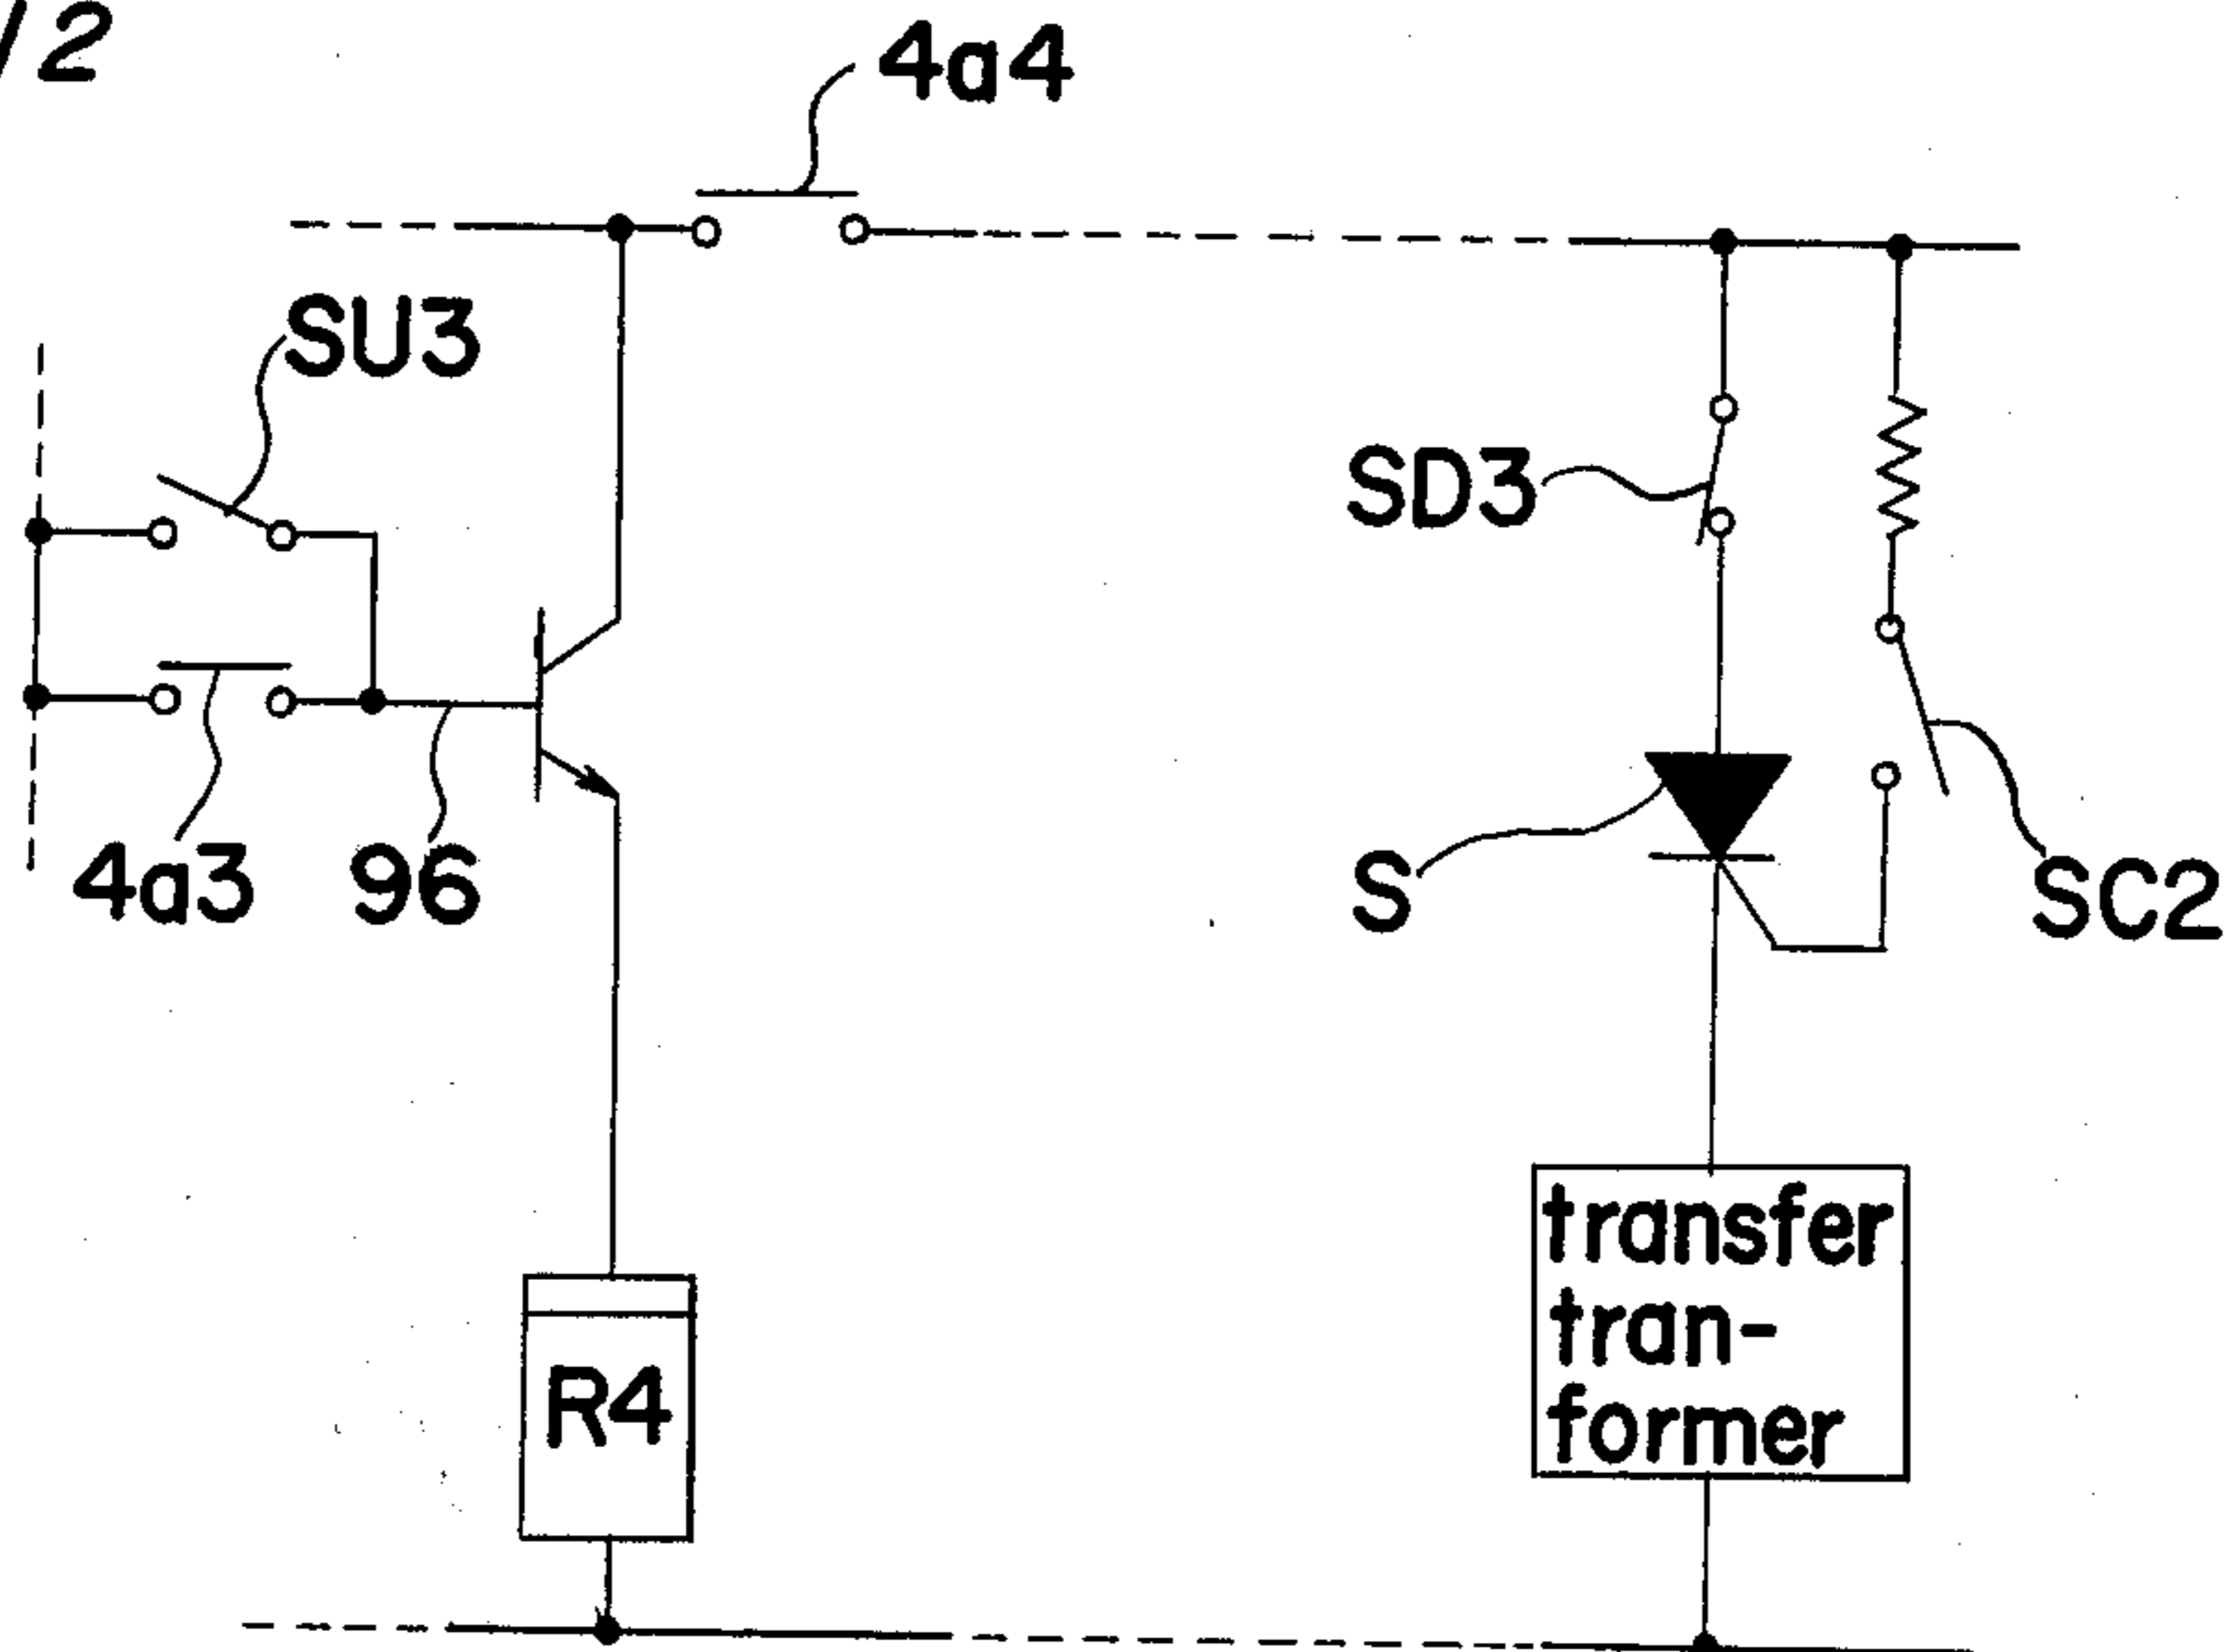 /2
4a4
SU3
SD3
4a3
96
S
SC2
transfer
tran-
former
R4